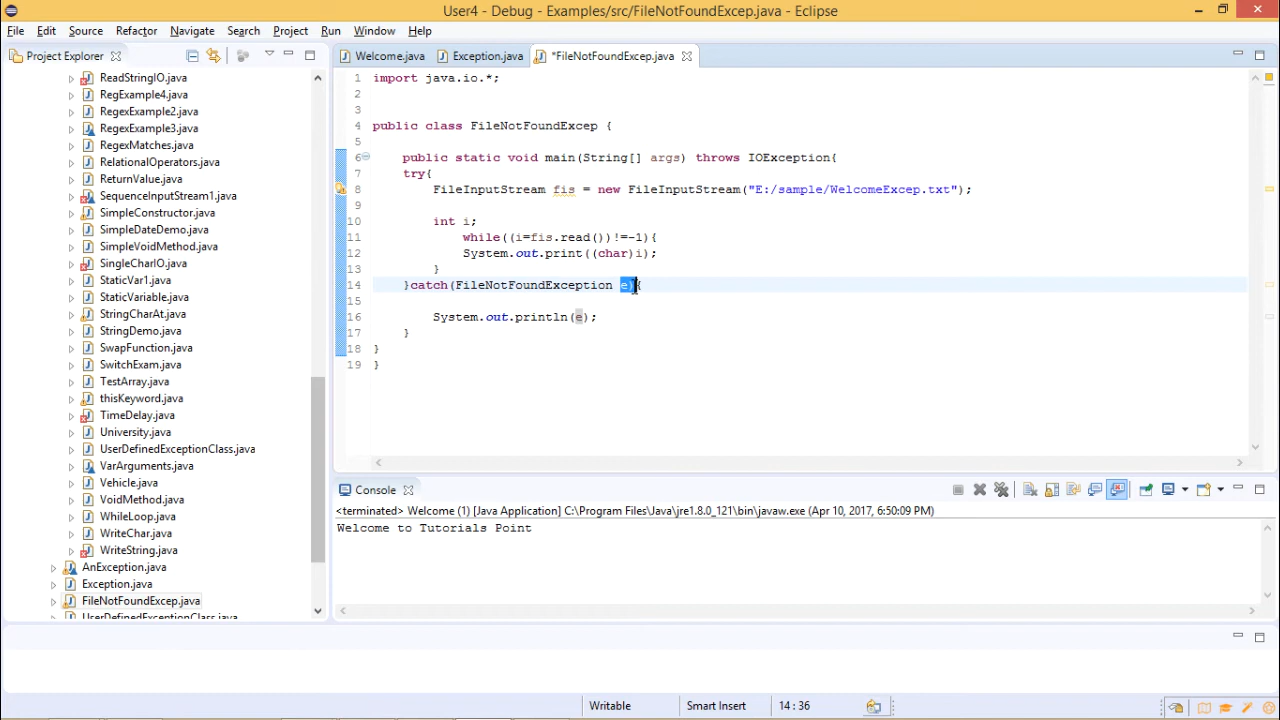 User4 - Debug - Examples/src/FileNotFoundExcep.java - Eclipse
File Edit Source Refactor Navigate Search Project Run Window Help
Project Explorer
Welcome.java Exception.java *FileNotFoundExcep.java
ReadStringIO.java
RegExample4.java
RegexExample2.java
RegexExample3.java
RegexMatches.java
RelationalOperators.java
ReturnValue.java
SequenceInputStream1.java
SimpleConstructor.java
SimpleDateDemo.java
SimpleVoidMethod.java
SingleCharIO.java
StaticVar1.java
StaticVariable.java
StringCharAt.java
StringDemo.java
SwapFunction.java
SwitchExam.java
TestArray.java
thisKeyword.java
TimeDelay.java
University.java
UserDefinedExceptionClass.java
VarArguments.java
Vehicle.java
VoidMethod.java
WhileLoop.java
WriteChar.java
WriteString.java
AnException.java
Exception.java
FileNotFoundExcep.java
UserDefinedExceptionClass.java
1 import java.io.*;
2
3
4 public class FileNotFoundExcep {
5
6 public static void main(String[] args) throws IOException{
7 try{
8 FileInputStream fis = new FileInputStream("E:/sample/WelcomeExcep.txt");
9
10 int i;
11 while((i=fis.read())!=-1){
12 System.out.print((char)i);
13 }
14 }catch(FileNotFoundException e){
15
16 System.out.println(e);
17 }
18 }
19 }
Console
<terminated> Welcome (1) [Java Application] C:\Program Files\Java\jre1.8.0_121\bin\javaw.exe (Apr 10, 2017, 6:50:09 PM)
Welcome to Tutorials Point
Writable Smart Insert 14 : 36